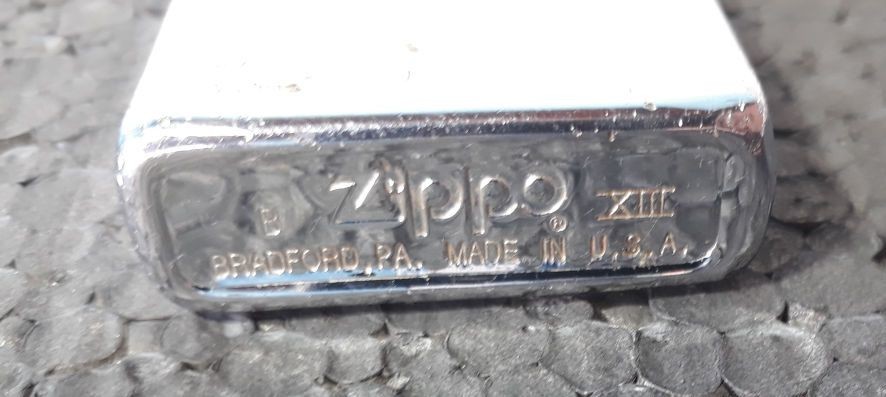 B Zippo® XIII
BRADFORD, PA. MADE IN U.S.A.